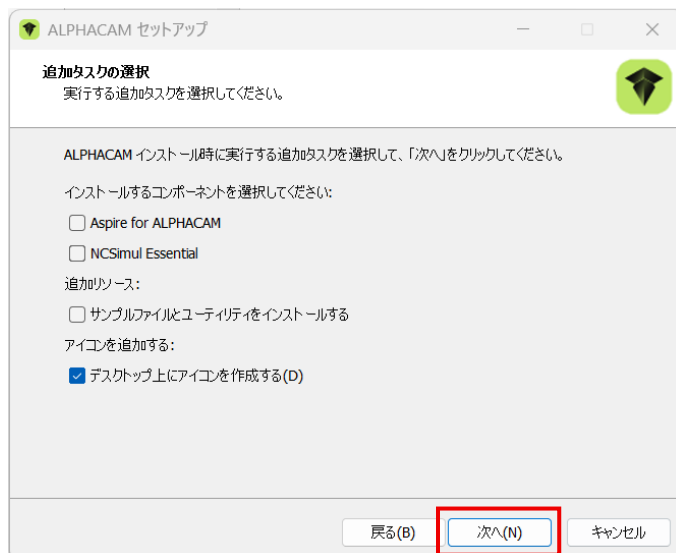 ALPHACAM セットアップ
追加タスクの選択
実行する追加タスクを選択してください。
ALPHACAM インストール時に実行する追加タスクを選択して、「次へ」をクリックしてください。
インストールするコンポーネントを選択してください:
Aspire for ALPHACAM
NCSimul Essential
追加リソース:
サンプルファイルとユーティリティをインストールする
アイコンを追加する:
デスクトップ上にアイコンを作成する(D)
戻る(B) 次へ(N) キャンセル